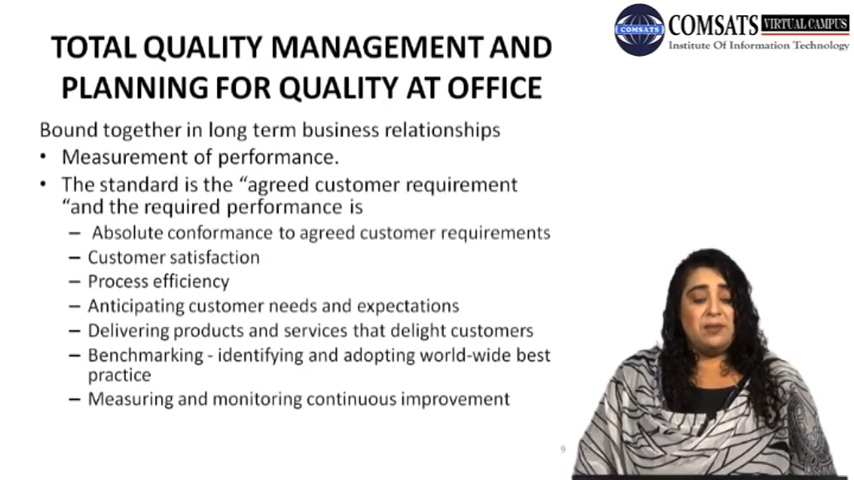 COMSATS
COMSATS VIRTUAL CAMPUS
Institute Of Information Technology
TOTAL QUALITY MANAGEMENT AND
PLANNING FOR QUALITY AT OFFICE
Bound together in long term business relationships
• Measurement of performance.
• The standard is the “agreed customer requirement
“and the required performance is
– Absolute conformance to agreed customer requirements
– Customer satisfaction
– Process efficiency
– Anticipating customer needs and expectations
– Delivering products and services that delight customers
– Benchmarking - identifying and adopting world-wide best
practice
– Measuring and monitoring continuous improvement
9